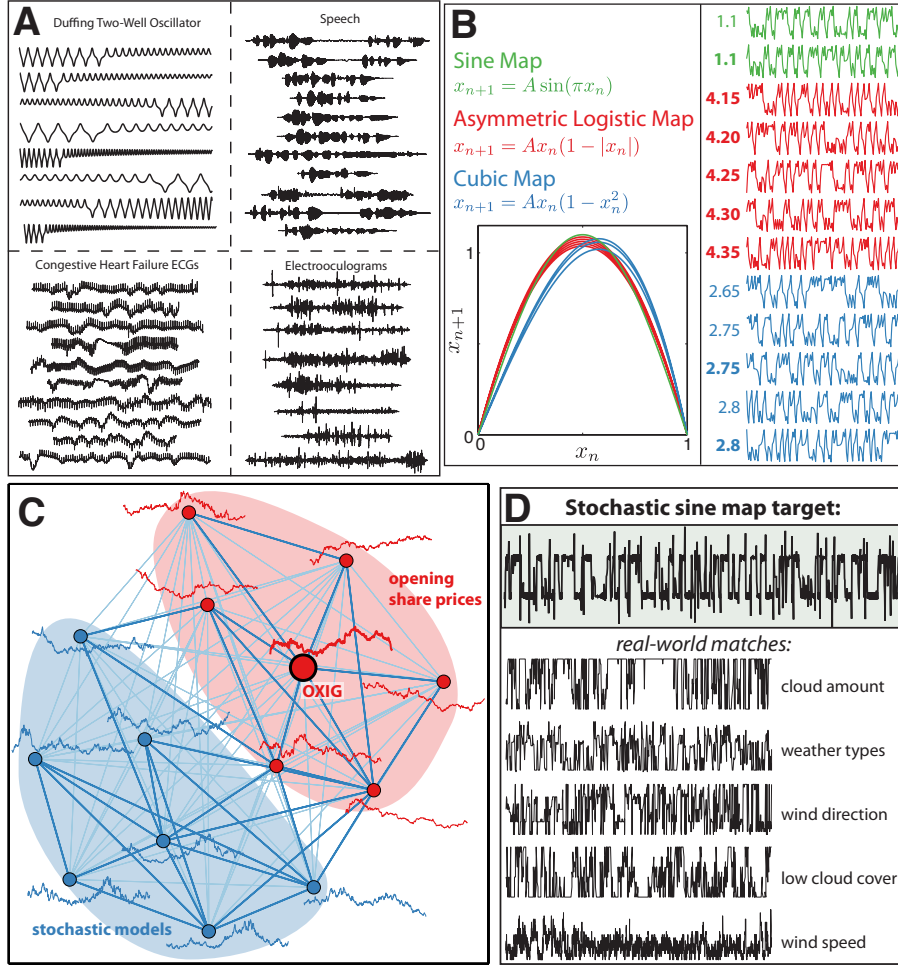 A
Duffing Two-Well Oscillator
Speech
Congestive Heart Failure ECGs
Electrooculograms
B
Sine Map
x_{n+1} = A sin(πx_n)
Asymmetric Logistic Map
x_{n+1} = Ax_n(1 − |x_n|)
Cubic Map
x_{n+1} = Ax_n(1 − x_n^2)
1
x_{n+1}
0
0
x_n
1
1.1
1.1
4.15
4.20
4.25
4.30
4.35
2.65
2.75
2.75
2.8
2.8
C
opening
share prices
OXIG
stochastic models
D
Stochastic sine map target:
real-world matches:
cloud amount
weather types
wind direction
low cloud cover
wind speed